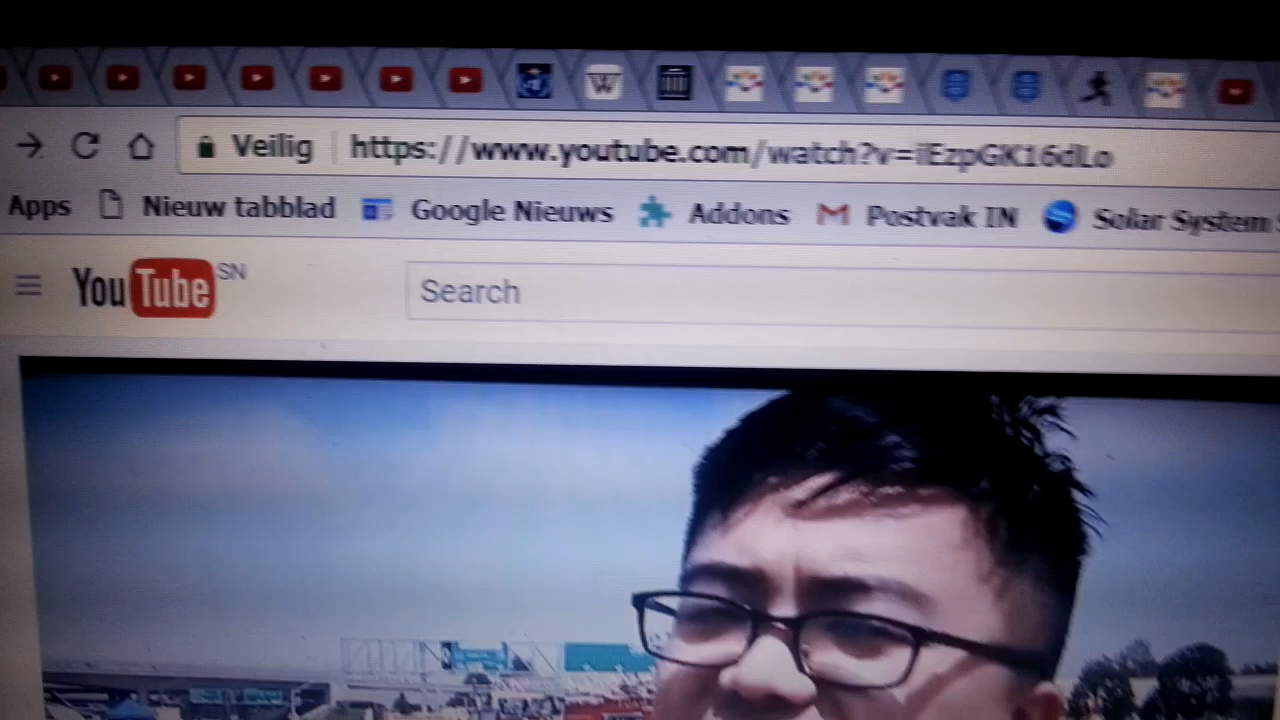 W
Veilig https://www.youtube.com/watch?v=iEzpGK16dLo
Apps Nieuw tabblad Google Nieuws Addons Postvak IN Solar System
YouTube SN Search